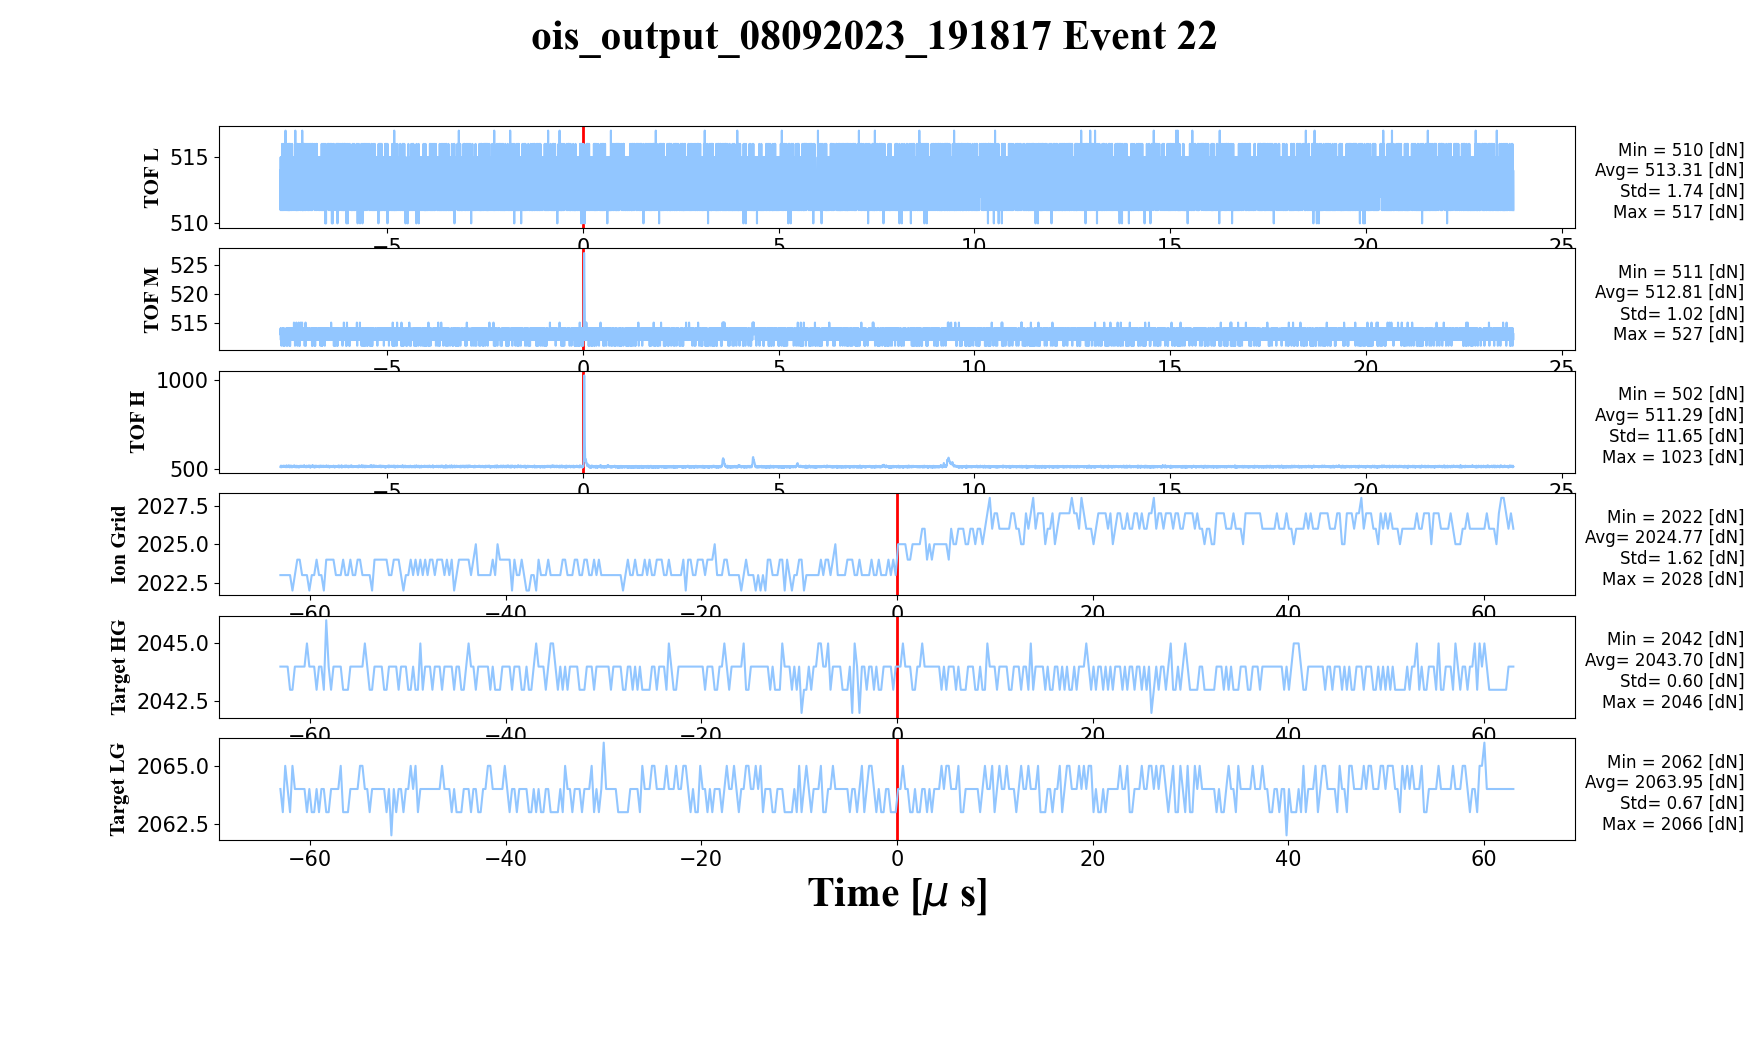 ois_output_08092023_191817 Event 22
TOF L
515
510
Min = 510 [dN]
Avg= 513.31 [dN]
Std= 1.74 [dN]
Max = 517 [dN]
−5 0 5 10 15 20 25
TOF M
525
520
515
Min = 511 [dN]
Avg= 512.81 [dN]
Std= 1.02 [dN]
Max = 527 [dN]
−5 0 5 10 15 20 25
TOF H
1000
500
Min = 502 [dN]
Avg= 511.29 [dN]
Std= 11.65 [dN]
Max = 1023 [dN]
−5 0 5 10 15 20 25
Ion Grid
2027.5
2025.0
2022.5
Min = 2022 [dN]
Avg= 2024.77 [dN]
Std= 1.62 [dN]
Max = 2028 [dN]
−60 −40 −20 0 20 40 60
Target HG
2045.0
2042.5
Min = 2042 [dN]
Avg= 2043.70 [dN]
Std= 0.60 [dN]
Max = 2046 [dN]
−60 −40 −20 0 20 40 60
Target LG
2065.0
2062.5
Min = 2062 [dN]
Avg= 2063.95 [dN]
Std= 0.67 [dN]
Max = 2066 [dN]
−60 −40 −20 0 20 40 60
Time [μ s]